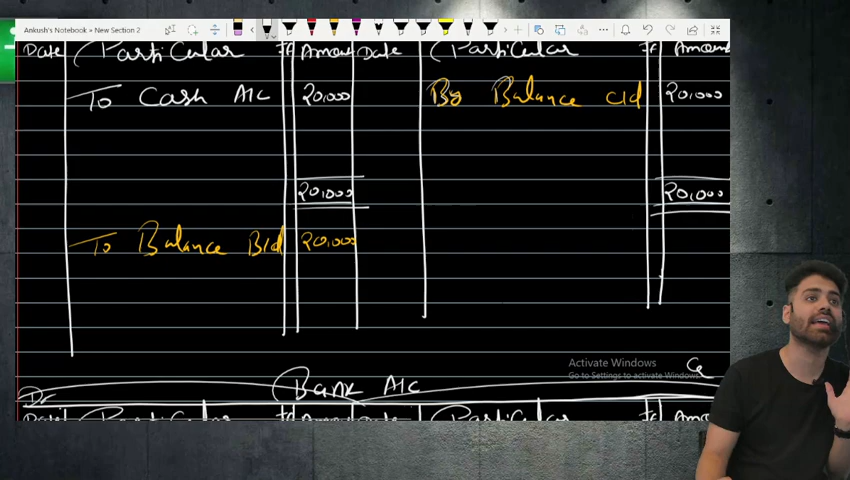 Ankush's Notebook » New Section 2
Date Particular Jf Amount Date Particular Jf Amount
To Cash A/c 20,000 By Balance c/d 20,000
20,000 20,000
To Balance B/d 20,000
Activate Windows
Go to Settings to activate Windows.
Dr Bank A/c Cr
Date Particular Jf Amount Date Particular Jf Amou